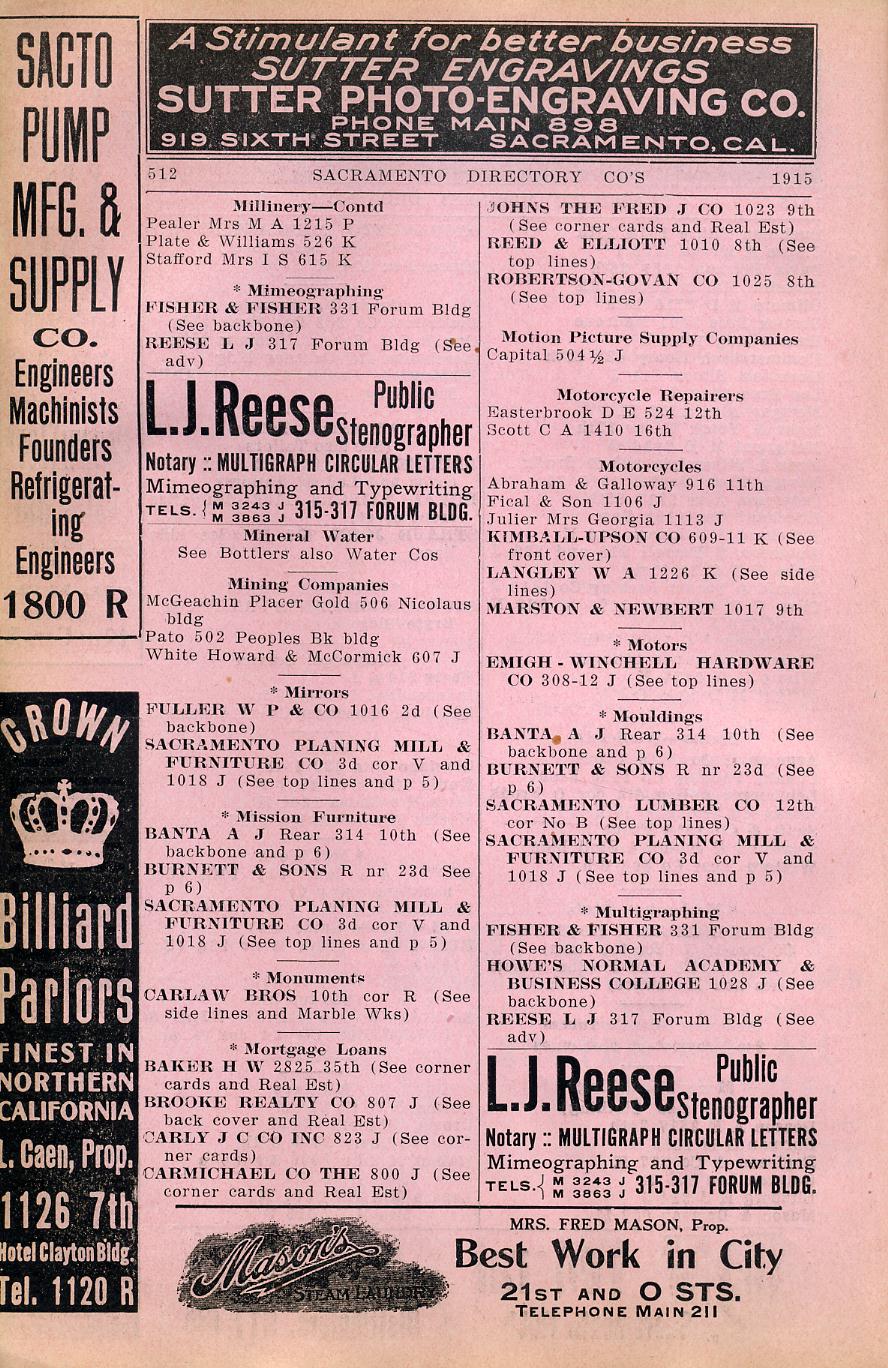 SACTO
PUMP
MFG. &
SUPPLY
CO.
Engineers
Machinists
Founders
Refrigerat-
ing
Engineers
1800 R
CROWN
Billiard
Parlors
FINEST IN
NORTHERN
CALIFORNIA
L. Caen, Prop.
1126 7th
Hotel Clayton Bldg.
Tel. 1120 R
A Stimulant for better business
SUTTER ENGRAVINGS
SUTTER PHOTO-ENGRAVING CO.
PHONE MAIN 898
919 SIXTH STREET SACRAMENTO, CAL.
512 SACRAMENTO DIRECTORY CO'S 1915
Millinery—Contd
Pealer Mrs M A 1215 P
Plate & Williams 526 K
Stafford Mrs I S 615 K
* Mimeographing
FISHER & FISHER 331 Forum Bldg
(See backbone)
REESE L J 317 Forum Bldg (See
adv)
L.J.Reese Public
Stenographer
Notary :: MULTIGRAPH CIRCULAR LETTERS
Mimeographing and Typewriting
TELS. { M 3243 J
M 3863 J 315-317 FORUM BLDG.
Mineral Water
See Bottlers also Water Cos
Mining Companies
McGeachin Placer Gold 506 Nicolaus
bldg
Pato 502 Peoples Bk bldg
White Howard & McCormick 607 J
* Mirrors
FULLER W P & CO 1016 2d (See
backbone)
SACRAMENTO PLANING MILL &
FURNITURE CO 3d cor V and
1018 J (See top lines and p 5)
* Mission Furniture
BANTA A J Rear 314 10th (See
backbone and p 6)
BURNETT & SONS R nr 23d See
p 6)
SACRAMENTO PLANING MILL &
FURNITURE CO 3d cor V and
1018 J (See top lines and p 5)
* Monuments
CARLAW BROS 10th cor R (See
side lines and Marble Wks)
* Mortgage Loans
BAKER H W 2825 35th (See corner
cards and Real Est)
BROOKE REALTY CO 807 J (See
back cover and Real Est)
CARLY J C CO INC 823 J (See cor-
ner cards)
CARMICHAEL CO THE 800 J (See
corner cards and Real Est)
JOHNS THE FRED J CO 1023 9th
(See corner cards and Real Est)
REED & ELLIOTT 1010 8th (See
top lines)
ROBERTSON-GOVAN CO 1025 8th
(See top lines)
Motion Picture Supply Companies
Capital 504½ J
Motorcycle Repairers
Easterbrook D E 524 12th
Scott C A 1410 16th
Motorcycles
Abraham & Galloway 916 11th
Fical & Son 1106 J
Julier Mrs Georgia 1113 J
KIMBALL-UPSON CO 609-11 K (See
front cover)
LANGLEY W A 1226 K (See side
lines)
MARSTON & NEWBERT 1017 9th
* Motors
EMIGH - WINCHELL HARDWARE
CO 308-12 J (See top lines)
* Mouldings
BANTA A J Rear 314 10th (See
backbone and p 6)
BURNETT & SONS R nr 23d (See
p 6)
SACRAMENTO LUMBER CO 12th
cor No B (See top lines)
SACRAMENTO PLANING MILL &
FURNITURE CO 3d cor V and
1018 J (See top lines and p 5)
* Multigraphing
FISHER & FISHER 331 Forum Bldg
(See backbone)
HOWE'S NORMAL ACADEMY &
BUSINESS COLLEGE 1028 J (See
backbone)
REESE L J 317 Forum Bldg (See
adv)
L.J.Reese Public
Stenographer
Notary :: MULTIGRAPH CIRCULAR LETTERS
Mimeographing and Typewriting
TELS. { M 3243 J
M 3863 J 315-317 FORUM BLDG.
Mason's
STEAM LAUNDRY
MRS. FRED MASON, Prop.
Best Work in City
21ST AND O STS.
TELEPHONE MAIN 211